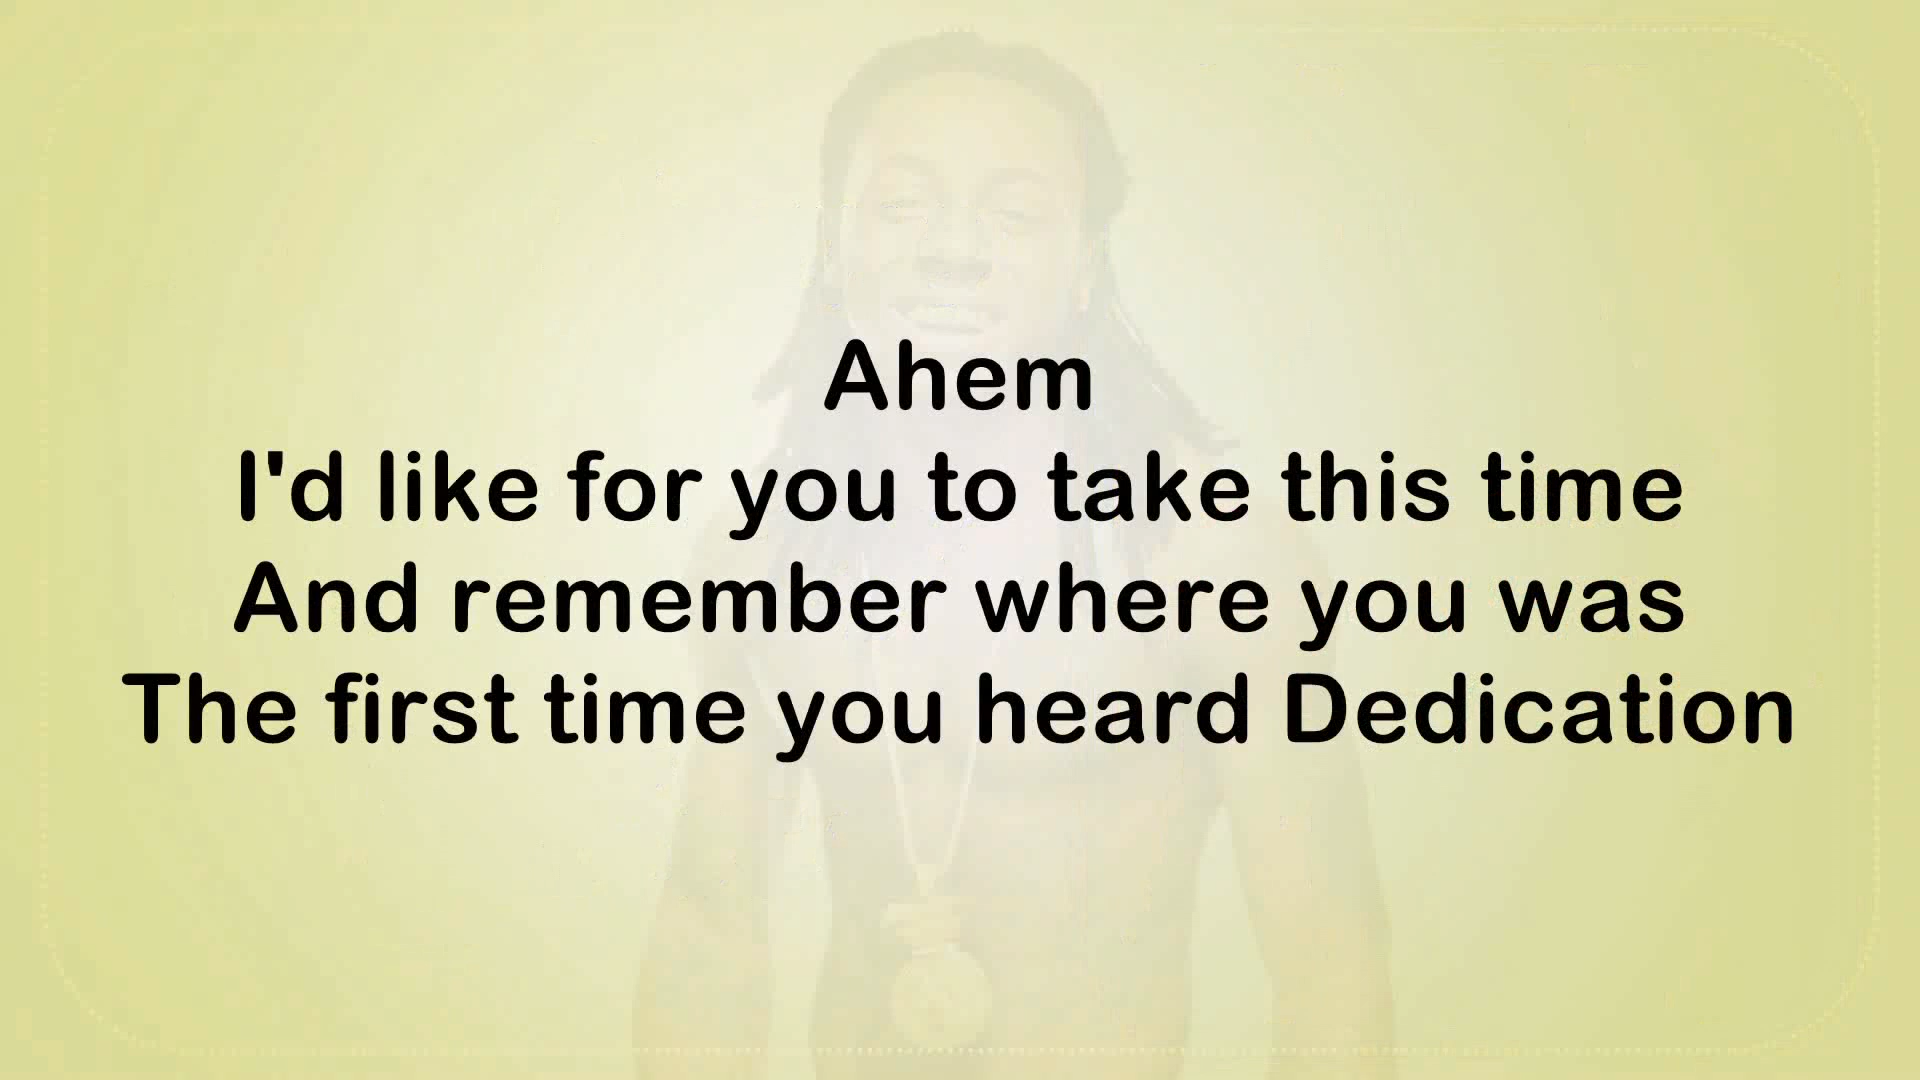 Ahem
I'd like for you to take this time
And remember where you was
The first time you heard Dedication